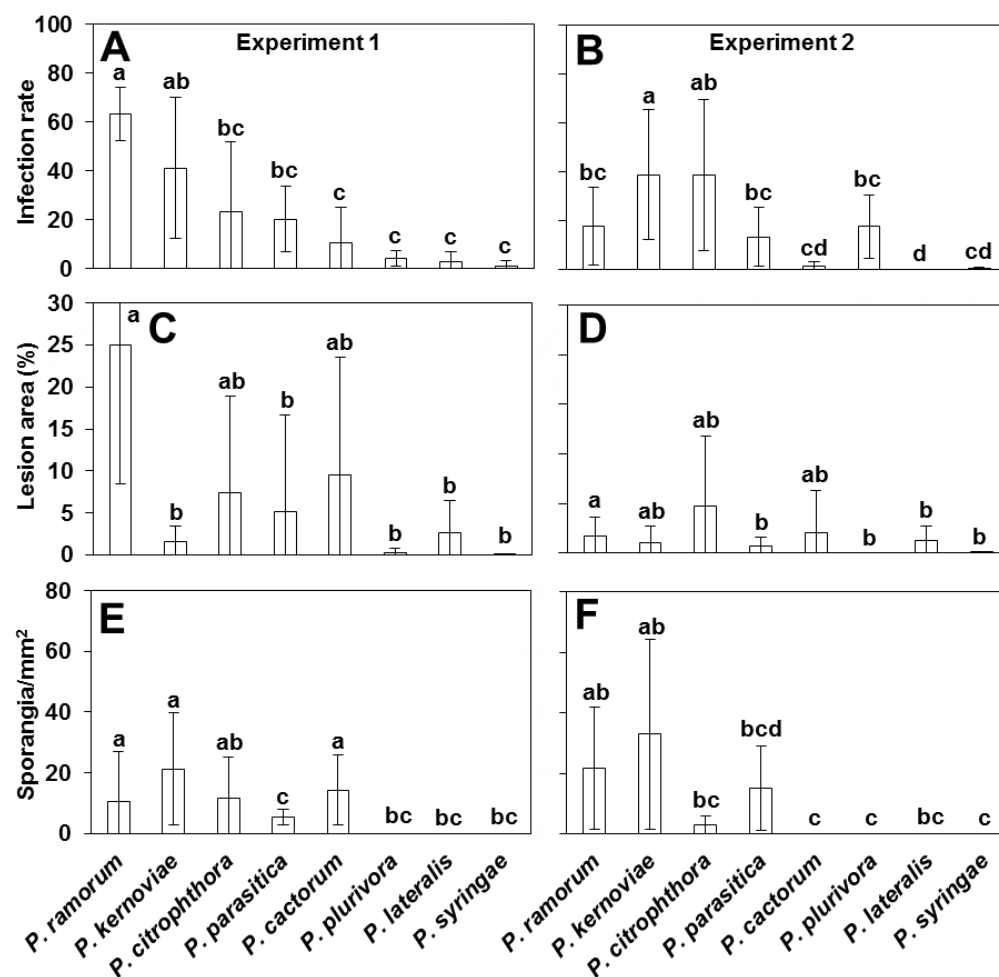 A Experiment 1
Infection rate
100
80
60
40
20
0
a ab bc bc c c c c
B Experiment 2
bc a ab bc cd bc d cd
C
Lesion area (%)
30
25
20
15
10
5
0
a b ab b ab b b b
D
a ab ab b ab b b b
E
Sporangia/mm²
80
60
40
20
0
a a ab c a bc bc bc
F
ab ab bc bcd c c bc c
P. ramorum
P. kernoviae
P. citrophthora
P. parasitica
P. cactorum
P. plurivora
P. lateralis
P. syringae
P. ramorum
P. kernoviae
P. citrophthora
P. parasitica
P. cactorum
P. plurivora
P. lateralis
P. syringae